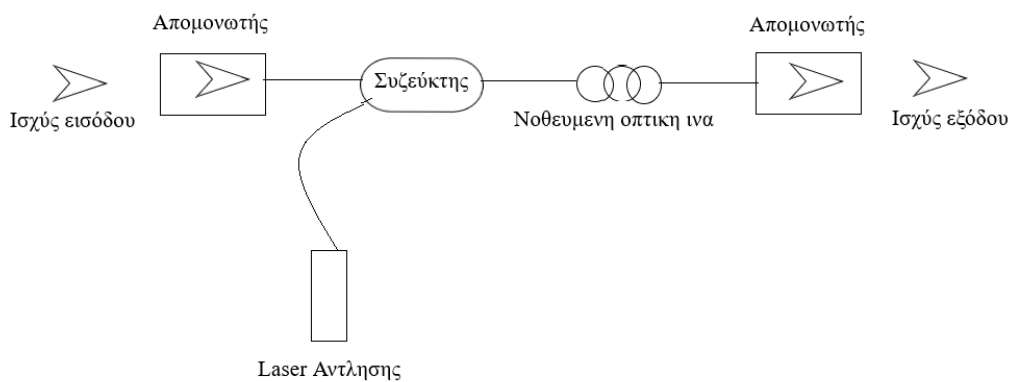 Απομονωτής
Απομονωτής
Συζεύκτης
Ισχύς εισόδου
Νοθευμενη οπτικη ινα
Ισχύς εξόδου
Laser Αντλησης